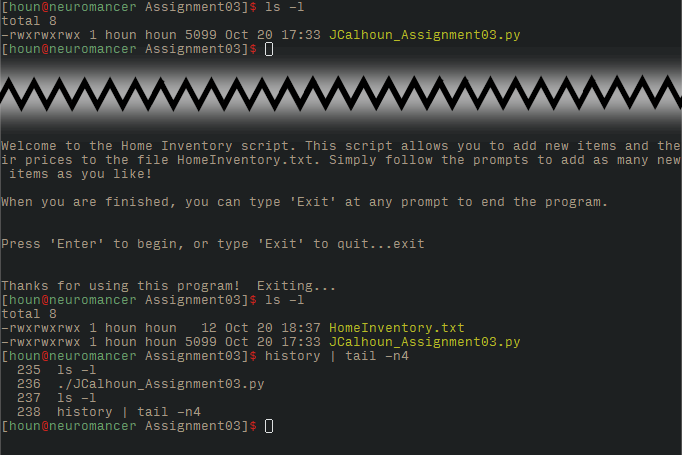 [houn@neuromancer Assignment03]$ ls -l
total 8
-rwxrwxrwx 1 houn houn 5099 Oct 20 17:33 JCalhoun_Assignment03.py
[houn@neuromancer Assignment03]$
Welcome to the Home Inventory script. This script allows you to add new items and the
ir prices to the file HomeInventory.txt. Simply follow the prompts to add as many new
 items as you like!
When you are finished, you can type 'Exit' at any prompt to end the program.
Press 'Enter' to begin, or type 'Exit' to quit...exit
Thanks for using this program!  Exiting...
[houn@neuromancer Assignment03]$ ls -l
total 8
-rwxrwxrwx 1 houn houn   12 Oct 20 18:37 HomeInventory.txt
-rwxrwxrwx 1 houn houn 5099 Oct 20 17:33 JCalhoun_Assignment03.py
[houn@neuromancer Assignment03]$ history | tail -n4
  235  ls -l
  236  ./JCalhoun_Assignment03.py
  237  ls -l
  238  history | tail -n4
[houn@neuromancer Assignment03]$